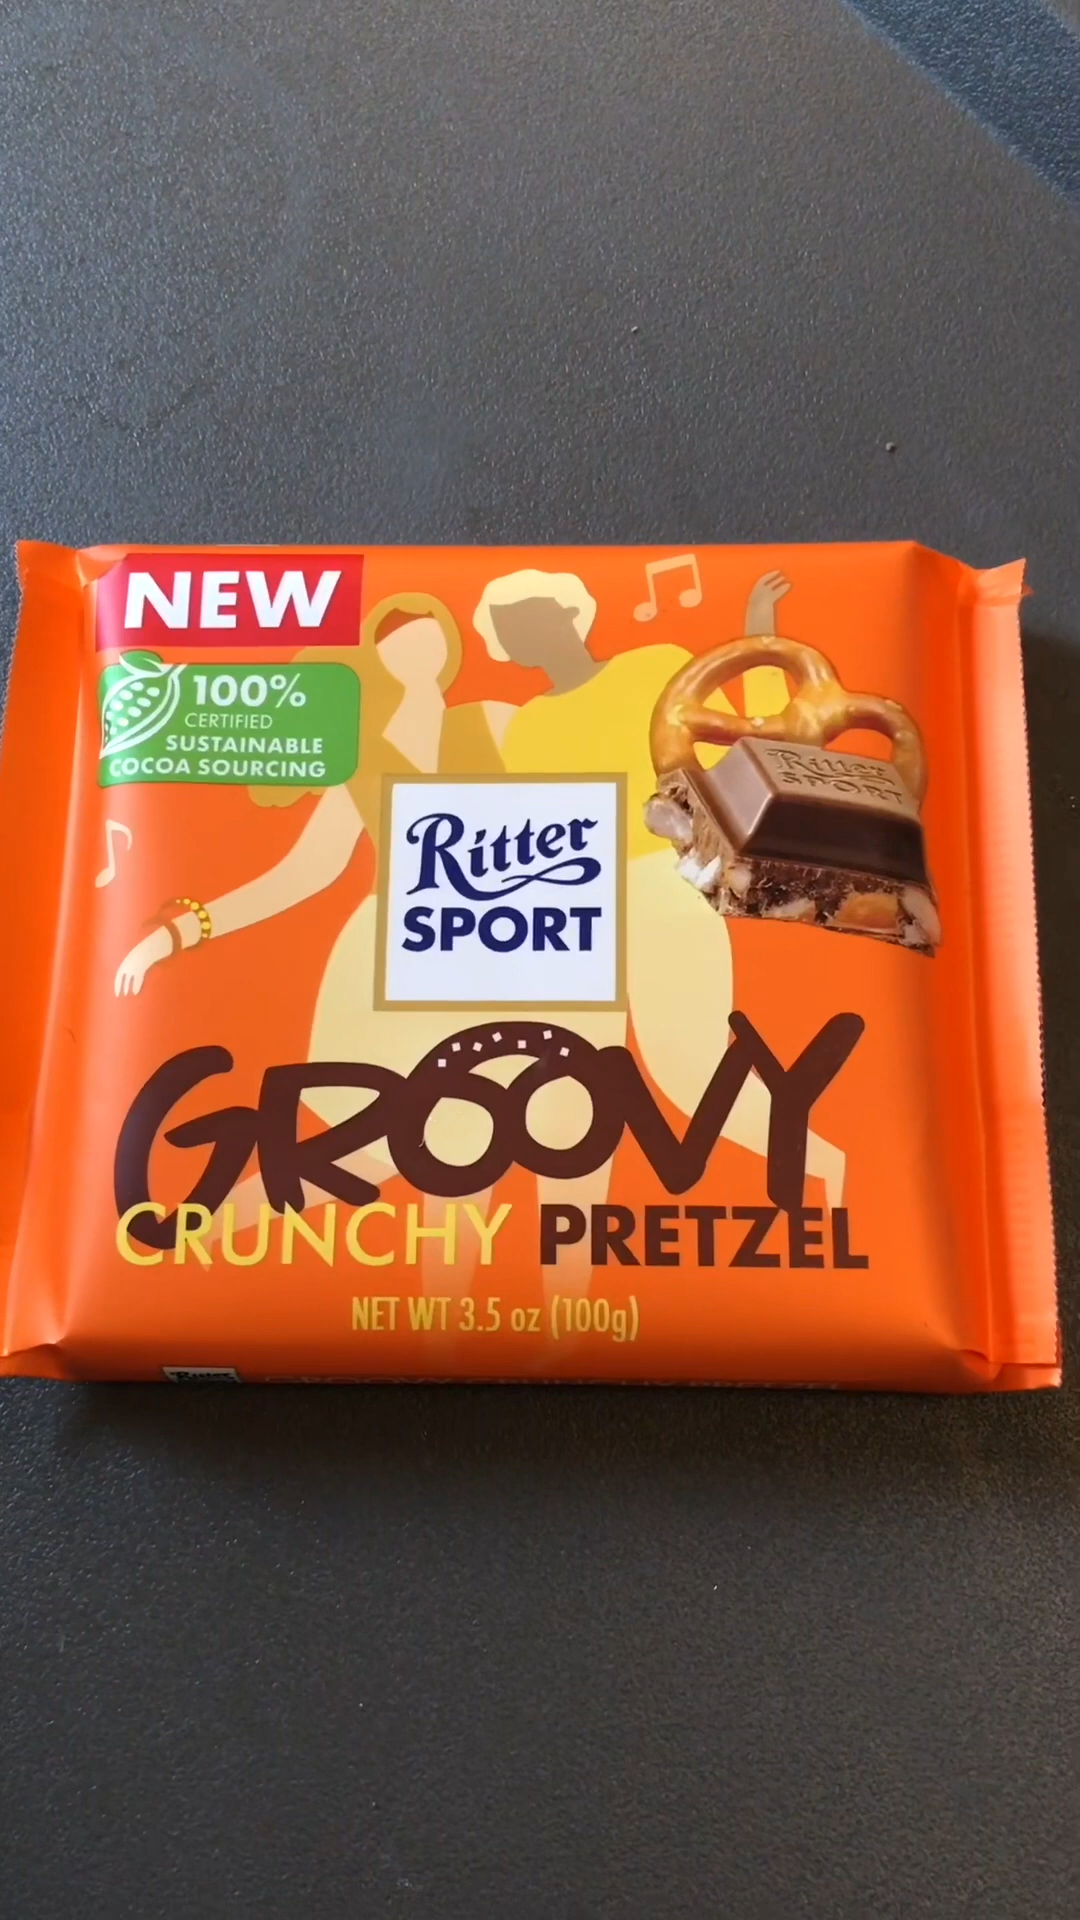 NEW
100%
CERTIFIED
SUSTAINABLE
COCOA SOURCING
Ritter
SPORT
Ritter
SPORT
GROOVY
CRUNCHY PRETZEL
NET WT 3.5 oz (100g)
Ritter